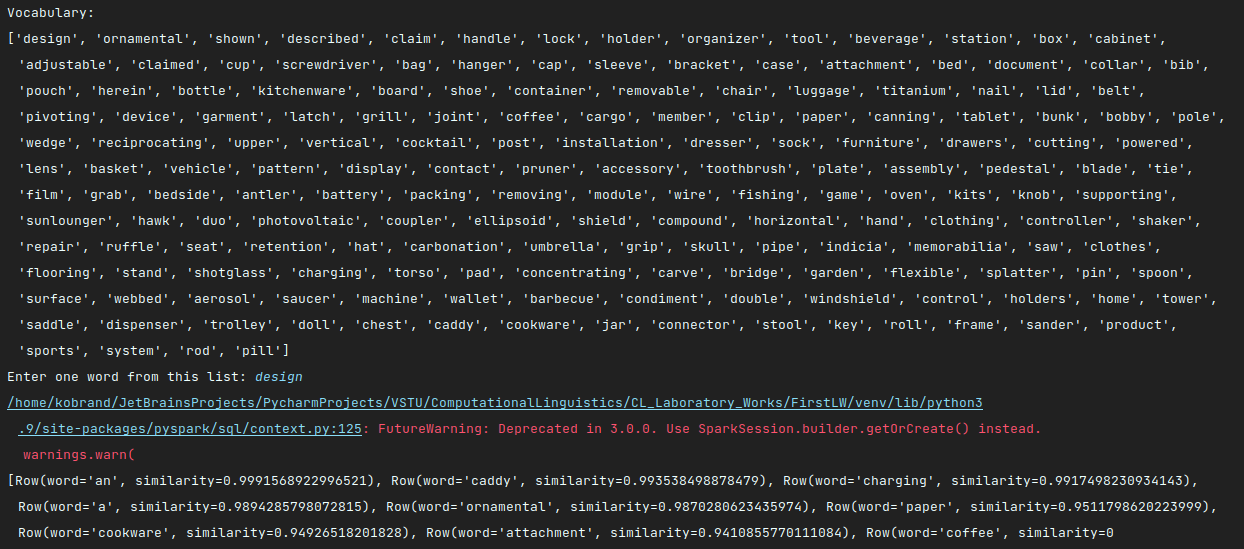 Vocabulary:
['design', 'ornamental', 'shown', 'described', 'claim', 'handle', 'lock', 'holder', 'organizer', 'tool', 'beverage', 'station', 'box', 'cabinet',
'adjustable', 'claimed', 'cup', 'screwdriver', 'bag', 'hanger', 'cap', 'sleeve', 'bracket', 'case', 'attachment', 'bed', 'document', 'collar', 'bib',
'pouch', 'herein', 'bottle', 'kitchenware', 'board', 'shoe', 'container', 'removable', 'chair', 'luggage', 'titanium', 'nail', 'lid', 'belt',
'pivoting', 'device', 'garment', 'latch', 'grill', 'joint', 'coffee', 'cargo', 'member', 'clip', 'paper', 'canning', 'tablet', 'bunk', 'bobby', 'pole',
'wedge', 'reciprocating', 'upper', 'vertical', 'cocktail', 'post', 'installation', 'dresser', 'sock', 'furniture', 'drawers', 'cutting', 'powered',
'lens', 'basket', 'vehicle', 'pattern', 'display', 'contact', 'pruner', 'accessory', 'toothbrush', 'plate', 'assembly', 'pedestal', 'blade', 'tie',
'film', 'grab', 'bedside', 'antler', 'battery', 'packing', 'removing', 'module', 'wire', 'fishing', 'game', 'oven', 'kits', 'knob', 'supporting',
'sunlounger', 'hawk', 'duo', 'photovoltaic', 'coupler', 'ellipsoid', 'shield', 'compound', 'horizontal', 'hand', 'clothing', 'controller', 'shaker',
'repair', 'ruffle', 'seat', 'retention', 'hat', 'carbonation', 'umbrella', 'grip', 'skull', 'pipe', 'indicia', 'memorabilia', 'saw', 'clothes',
'flooring', 'stand', 'shotglass', 'charging', 'torso', 'pad', 'concentrating', 'carve', 'bridge', 'garden', 'flexible', 'splatter', 'pin', 'spoon',
'surface', 'webbed', 'aerosol', 'saucer', 'machine', 'wallet', 'barbecue', 'condiment', 'double', 'windshield', 'control', 'holders', 'home', 'tower',
'saddle', 'dispenser', 'trolley', 'doll', 'chest', 'caddy', 'cookware', 'jar', 'connector', 'stool', 'key', 'roll', 'frame', 'sander', 'product',
'sports', 'system', 'rod', 'pill']
Enter one word from this list: design
/home/kobrand/JetBrainsProjects/PycharmProjects/VSTU/ComputationalLinguistics/CL_Laboratory_Works/FirstLW/venv/lib/python3
.9/site-packages/pyspark/sql/context.py:125: FutureWarning: Deprecated in 3.0.0. Use SparkSession.builder.getOrCreate() instead.
warnings.warn(
[Row(word='an', similarity=0.9991568922996521), Row(word='caddy', similarity=0.993538498878479), Row(word='charging', similarity=0.9917498230934143),
Row(word='a', similarity=0.9894285798072815), Row(word='ornamental', similarity=0.9870280623435974), Row(word='paper', similarity=0.9511798620223999),
Row(word='cookware', similarity=0.94926518201828), Row(word='attachment', similarity=0.9410855770111084), Row(word='coffee', similarity=0